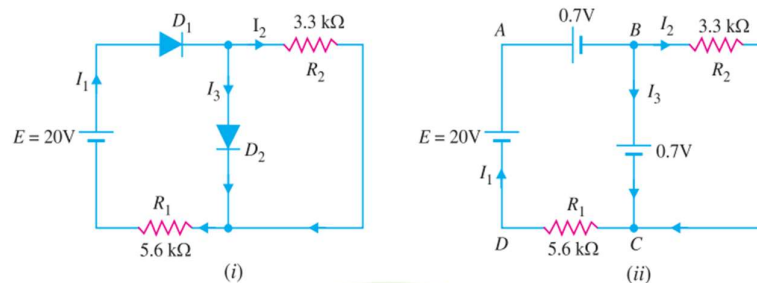 D1 I2 3.3 kΩ
R2
I1
I3
E = 20V
D2
R1
5.6 kΩ
(i)
0.7V
A B I2 3.3 kΩ
R2
I3
E = 20V
0.7V
I1
R1
D C
5.6 kΩ
(ii)